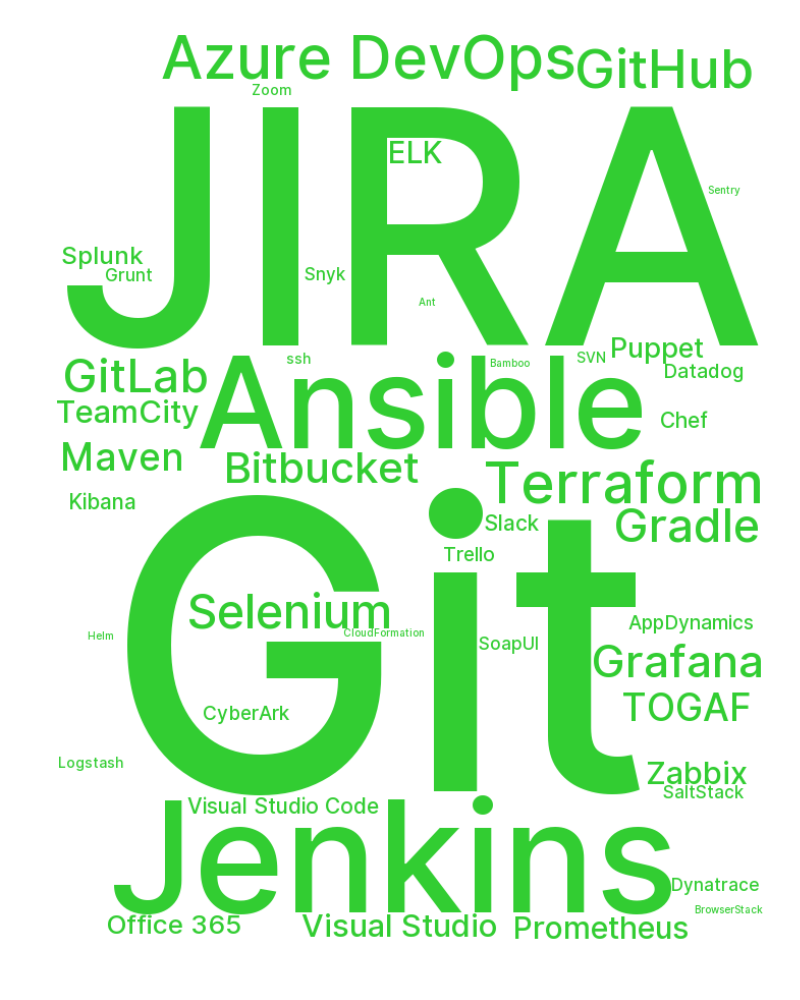 Azure DevOps
GitHub
Zoom
JIRA
ELK
Sentry
Splunk
Grunt
Snyk
Ant
ssh
Bamboo
SVN
Puppet
Datadog
GitLab
Ansible
TeamCity
Chef
Maven
Bitbucket
Terraform
Kibana
Slack
Gradle
Trello
Git
Selenium
CloudFormation
Helm
SoapUI
AppDynamics
Grafana
CyberArk
TOGAF
Logstash
Zabbix
SaltStack
Visual Studio Code
Jenkins
Dynatrace
BrowserStack
Office 365
Visual Studio
Prometheus